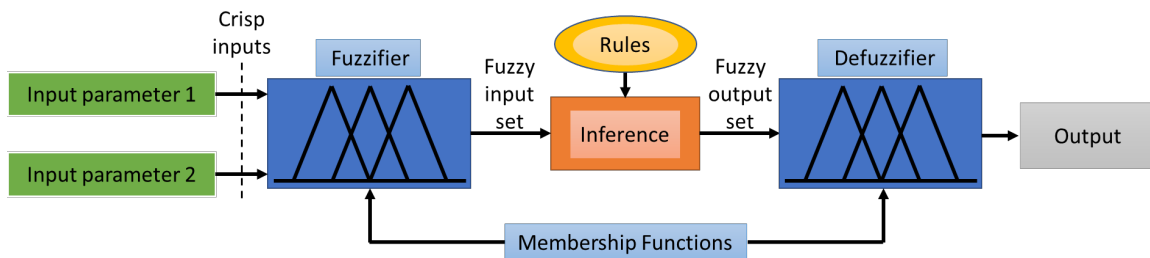 Crisp
inputs
Input parameter 1
Input parameter 2
Fuzzifier
Fuzzy
input
set
Rules
Inference
Fuzzy
output
set
Defuzzifier
Output
Membership Functions